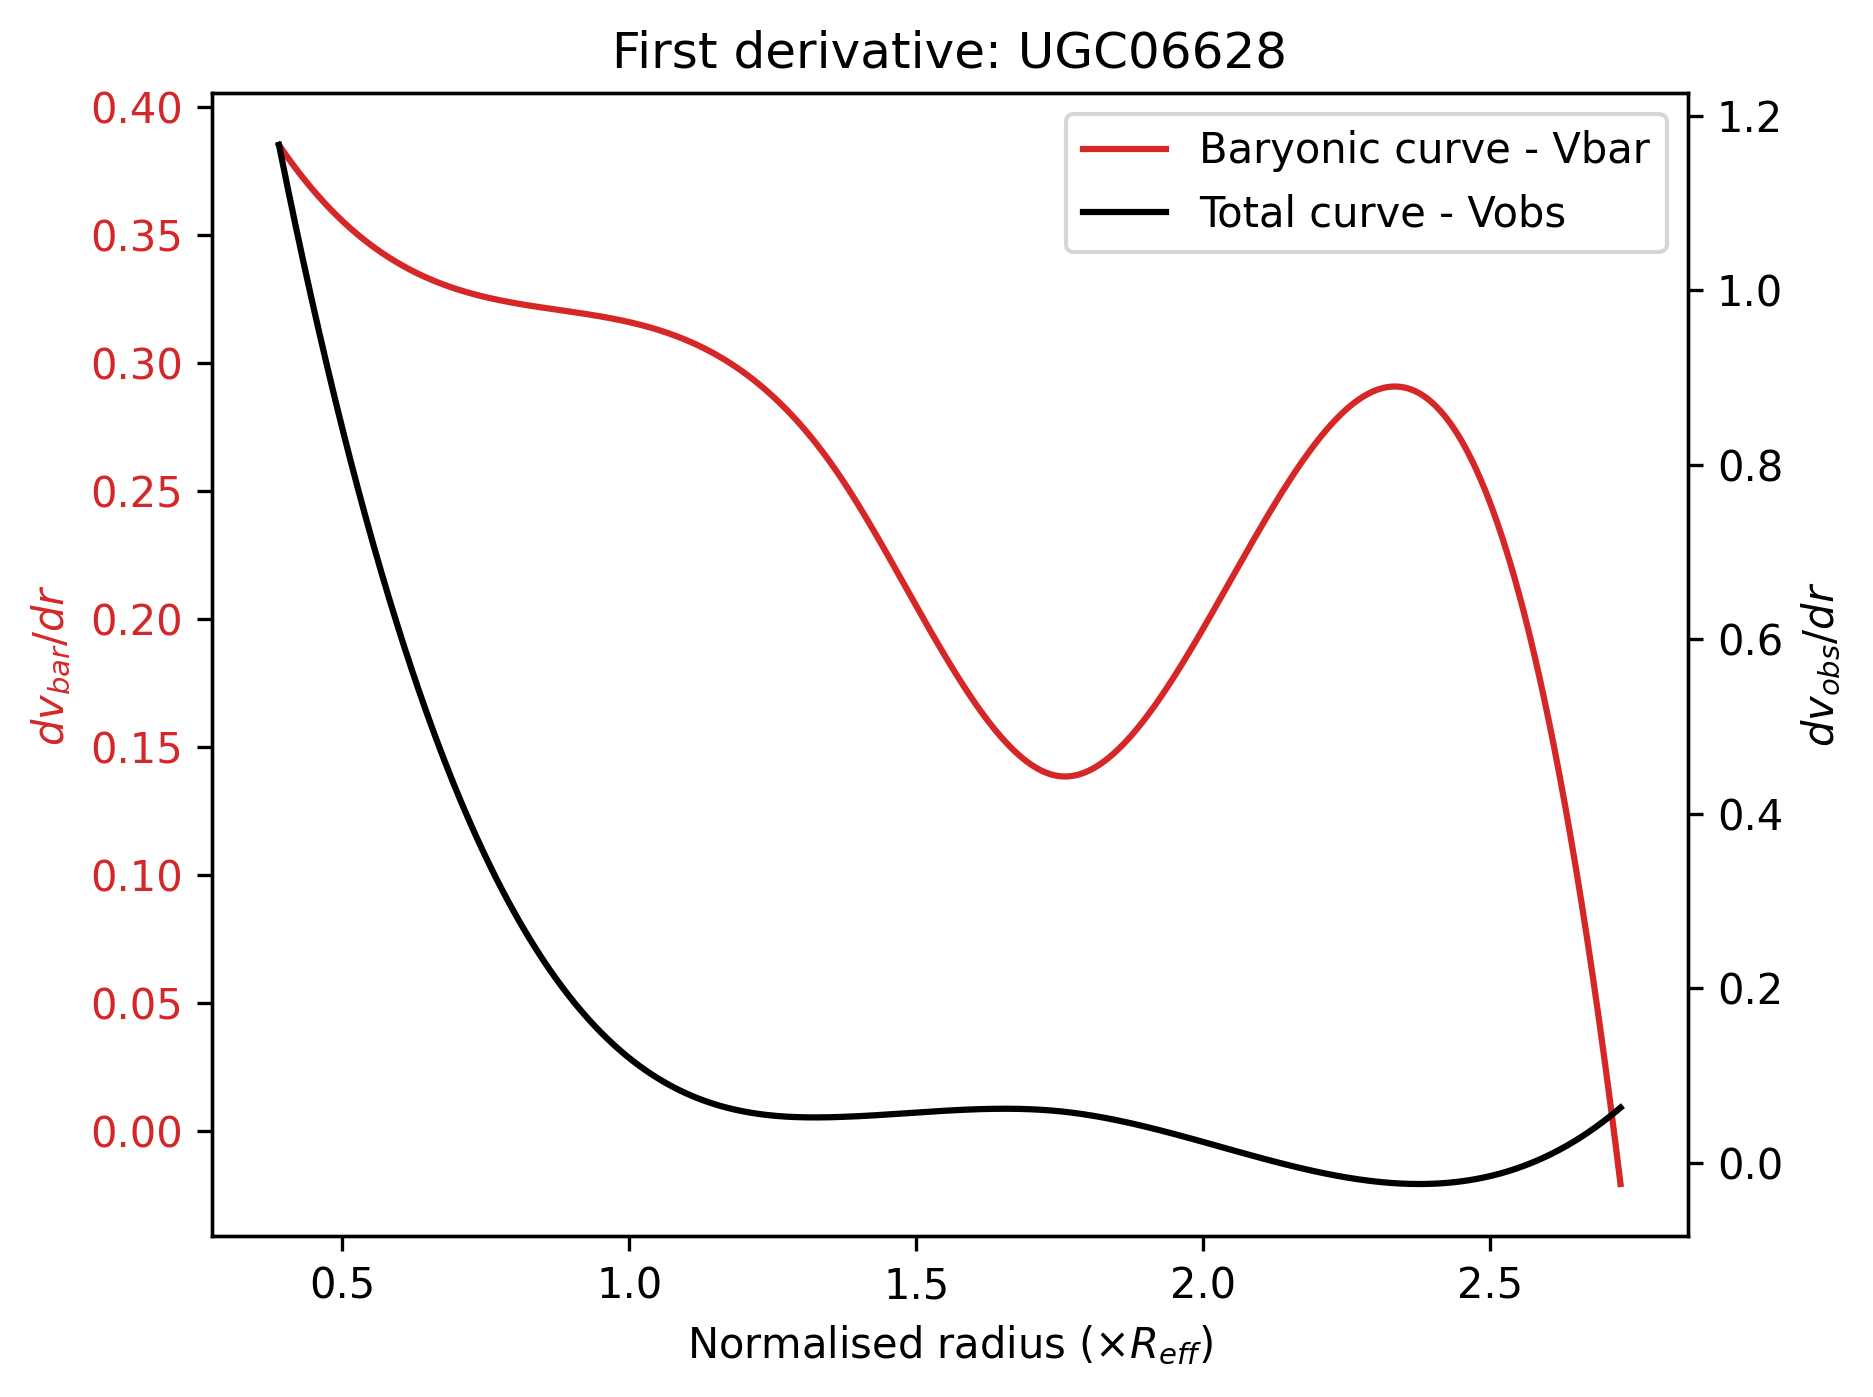 First derivative: UGC06628
0.40
0.35
0.30
0.25
0.20
0.15
0.10
0.05
0.00
dv_bar/dr
Baryonic curve - Vbar
Total curve - Vobs
1.2
1.0
0.8
0.6
0.4
0.2
0.0
dv_obs/dr
0.5 1.0 1.5 2.0 2.5
Normalised radius (×R_eff)